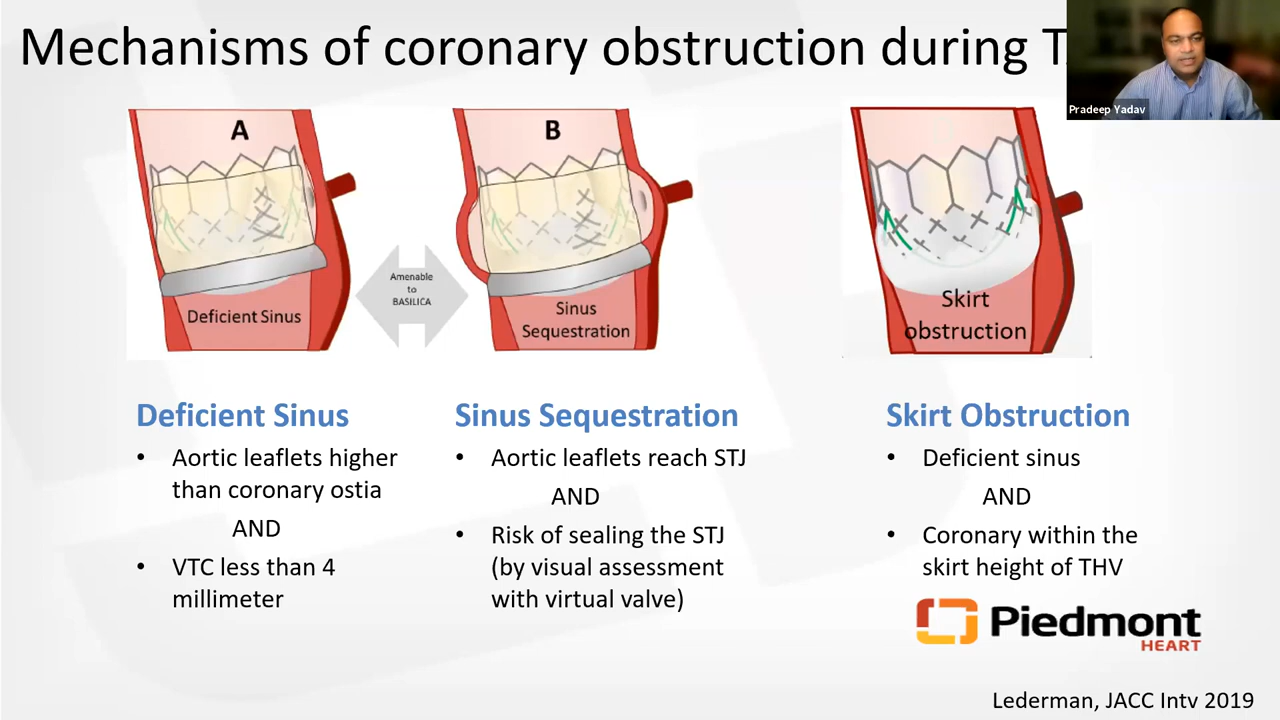 Mechanisms of coronary obstruction during T
Pradeep Yadav
A
B
Amenable
to
BASILICA
Deficient Sinus
Sinus
Sequestration
Skirt
obstruction
Deficient Sinus
• Aortic leaflets higher
than coronary ostia
AND
• VTC less than 4
millimeter
Sinus Sequestration
• Aortic leaflets reach STJ
AND
• Risk of sealing the STJ
(by visual assessment
with virtual valve)
Skirt Obstruction
• Deficient sinus
AND
• Coronary within the
skirt height of THV
Piedmont
HEART
Lederman, JACC Intv 2019